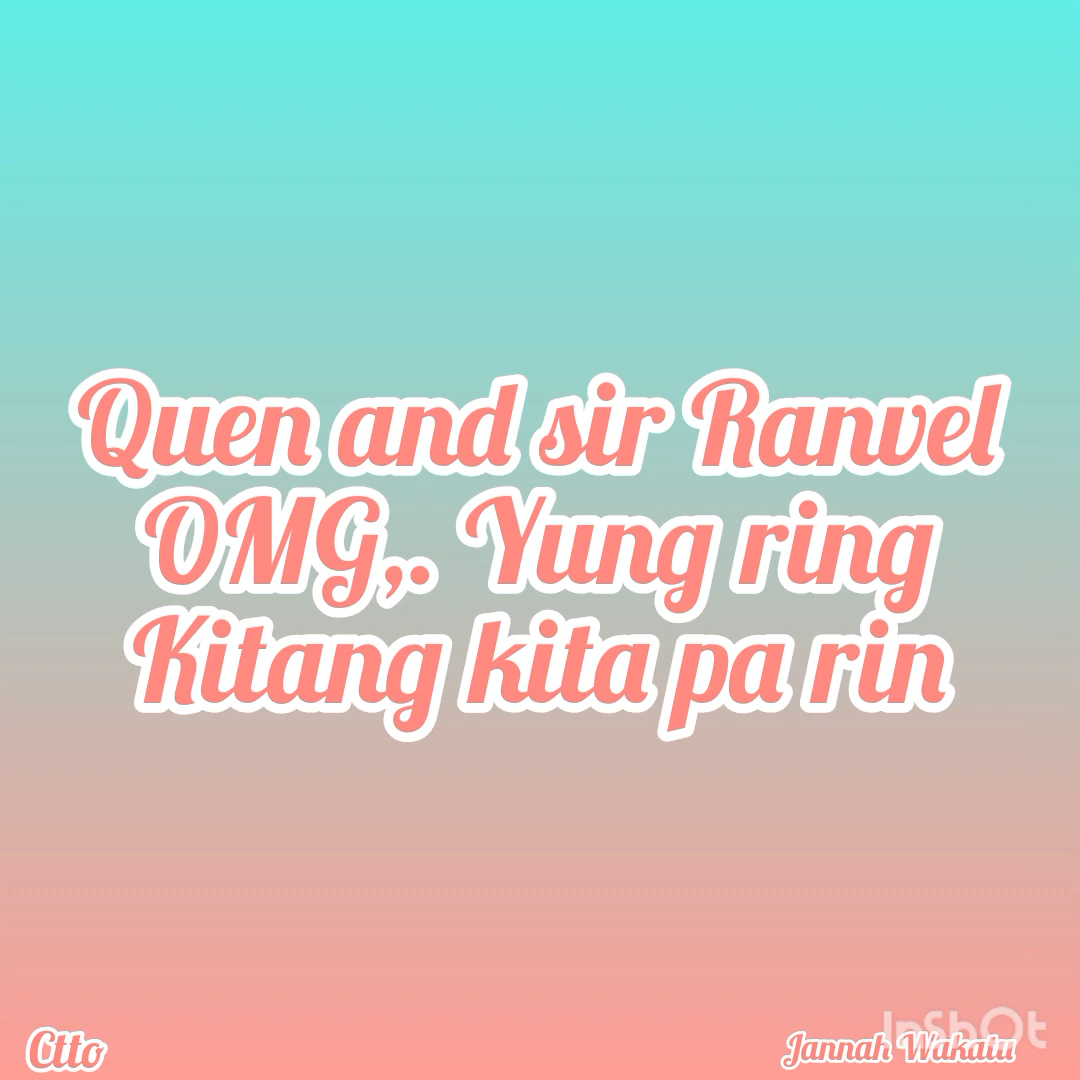 Quen and sir Ranvel
OMG,. Yung ring
Kitang kita pa rin
InShOt
Ctto
Jannah Wakatu